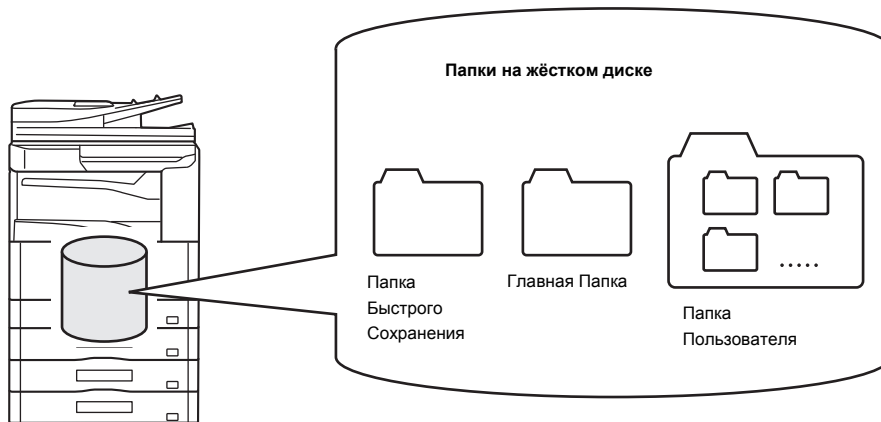 Папки на жёстком диске
Папка
Быстрого
Сохранения
Главная Папка
.....
Папка
Пользователя